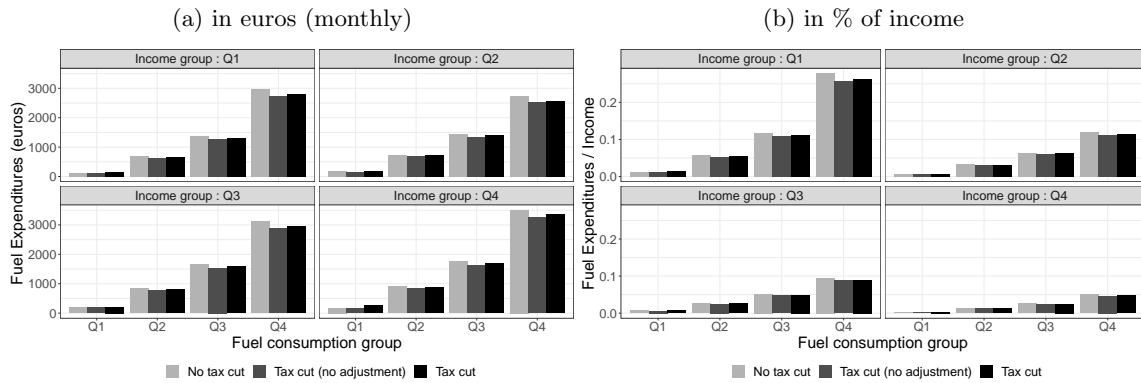 (a) in euros (monthly)
Income group : Q1
Income group : Q2
3000
2000
1000
0
Income group : Q3
Income group : Q4
3000
2000
1000
0
Fuel Expenditures (euros)
Q1 Q2 Q3 Q4 Q1 Q2 Q3 Q4
Fuel consumption group
No tax cut Tax cut (no adjustment) Tax cut
(b) in % of income
Income group : Q1
Income group : Q2
0.2
0.1
0.0
Income group : Q3
Income group : Q4
0.2
0.1
0.0
Fuel Expenditures / Income
Q1 Q2 Q3 Q4 Q1 Q2 Q3 Q4
Fuel consumption group
No tax cut Tax cut (no adjustment) Tax cut